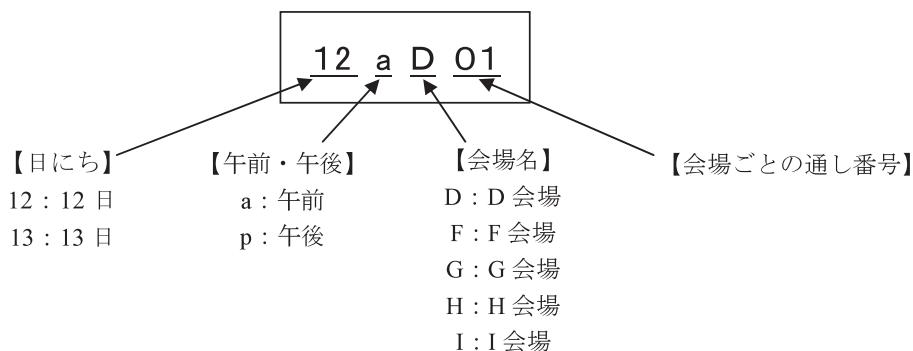 12 a D 01
【日にち】
12：12 日
13：13 日
【午前・午後】
a：午前
p：午後
【会場名】
D：D 会場
F：F 会場
G：G 会場
H：H 会場
I：I 会場
【会場ごとの通し番号】